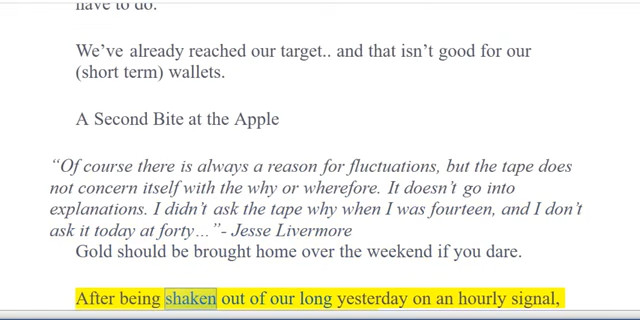 have to do.
We’ve already reached our target.. and that isn’t good for our
(short term) wallets.
A Second Bite at the Apple
“Of course there is always a reason for fluctuations, but the tape does
not concern itself with the why or wherefore. It doesn’t go into
explanations. I didn’t ask the tape why when I was fourteen, and I don’t
ask it today at forty…”- Jesse Livermore
Gold should be brought home over the weekend if you dare.
After being shaken out of our long yesterday on an hourly signal,